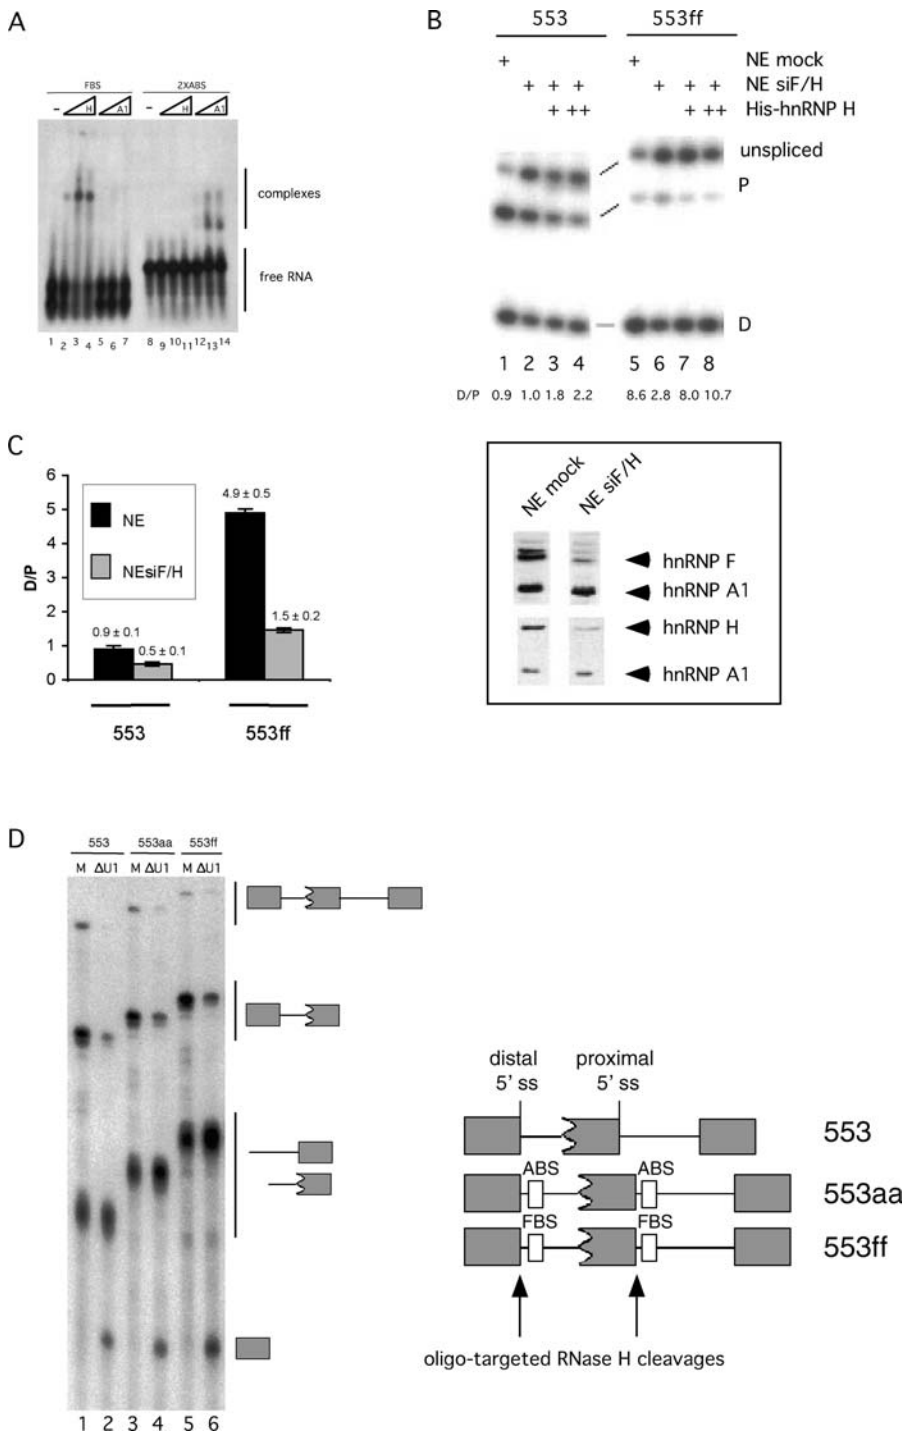 A
FBS 2XABS
– H A1 – H A1
complexes
free RNA
1 2 3 4 5 6 7 8 9 10 11 12 13 14
B
553 553ff
+ + NE mock
+ + + + + + NE siF/H
+ ++ + ++ His-hnRNP H
unspliced
P
D
1 2 3 4 5 6 7 8
D/P 0.9 1.0 1.8 2.2 8.6 2.8 8.0 10.7
NE mock NE siF/H
hnRNP F
hnRNP A1
hnRNP H
hnRNP A1
C
D/P
6
5
4
3
2
1
0
NE
NEsiF/H
0.9 ± 0.1
0.5 ± 0.1
4.9 ± 0.5
1.5 ± 0.2
553 553ff
D
553 553aa 553ff
M ΔU1 M ΔU1 M ΔU1
1 2 3 4 5 6
distal proximal
5' ss 5' ss
553
ABS ABS
553aa
FBS FBS
553ff
oligo-targeted RNase H cleavages